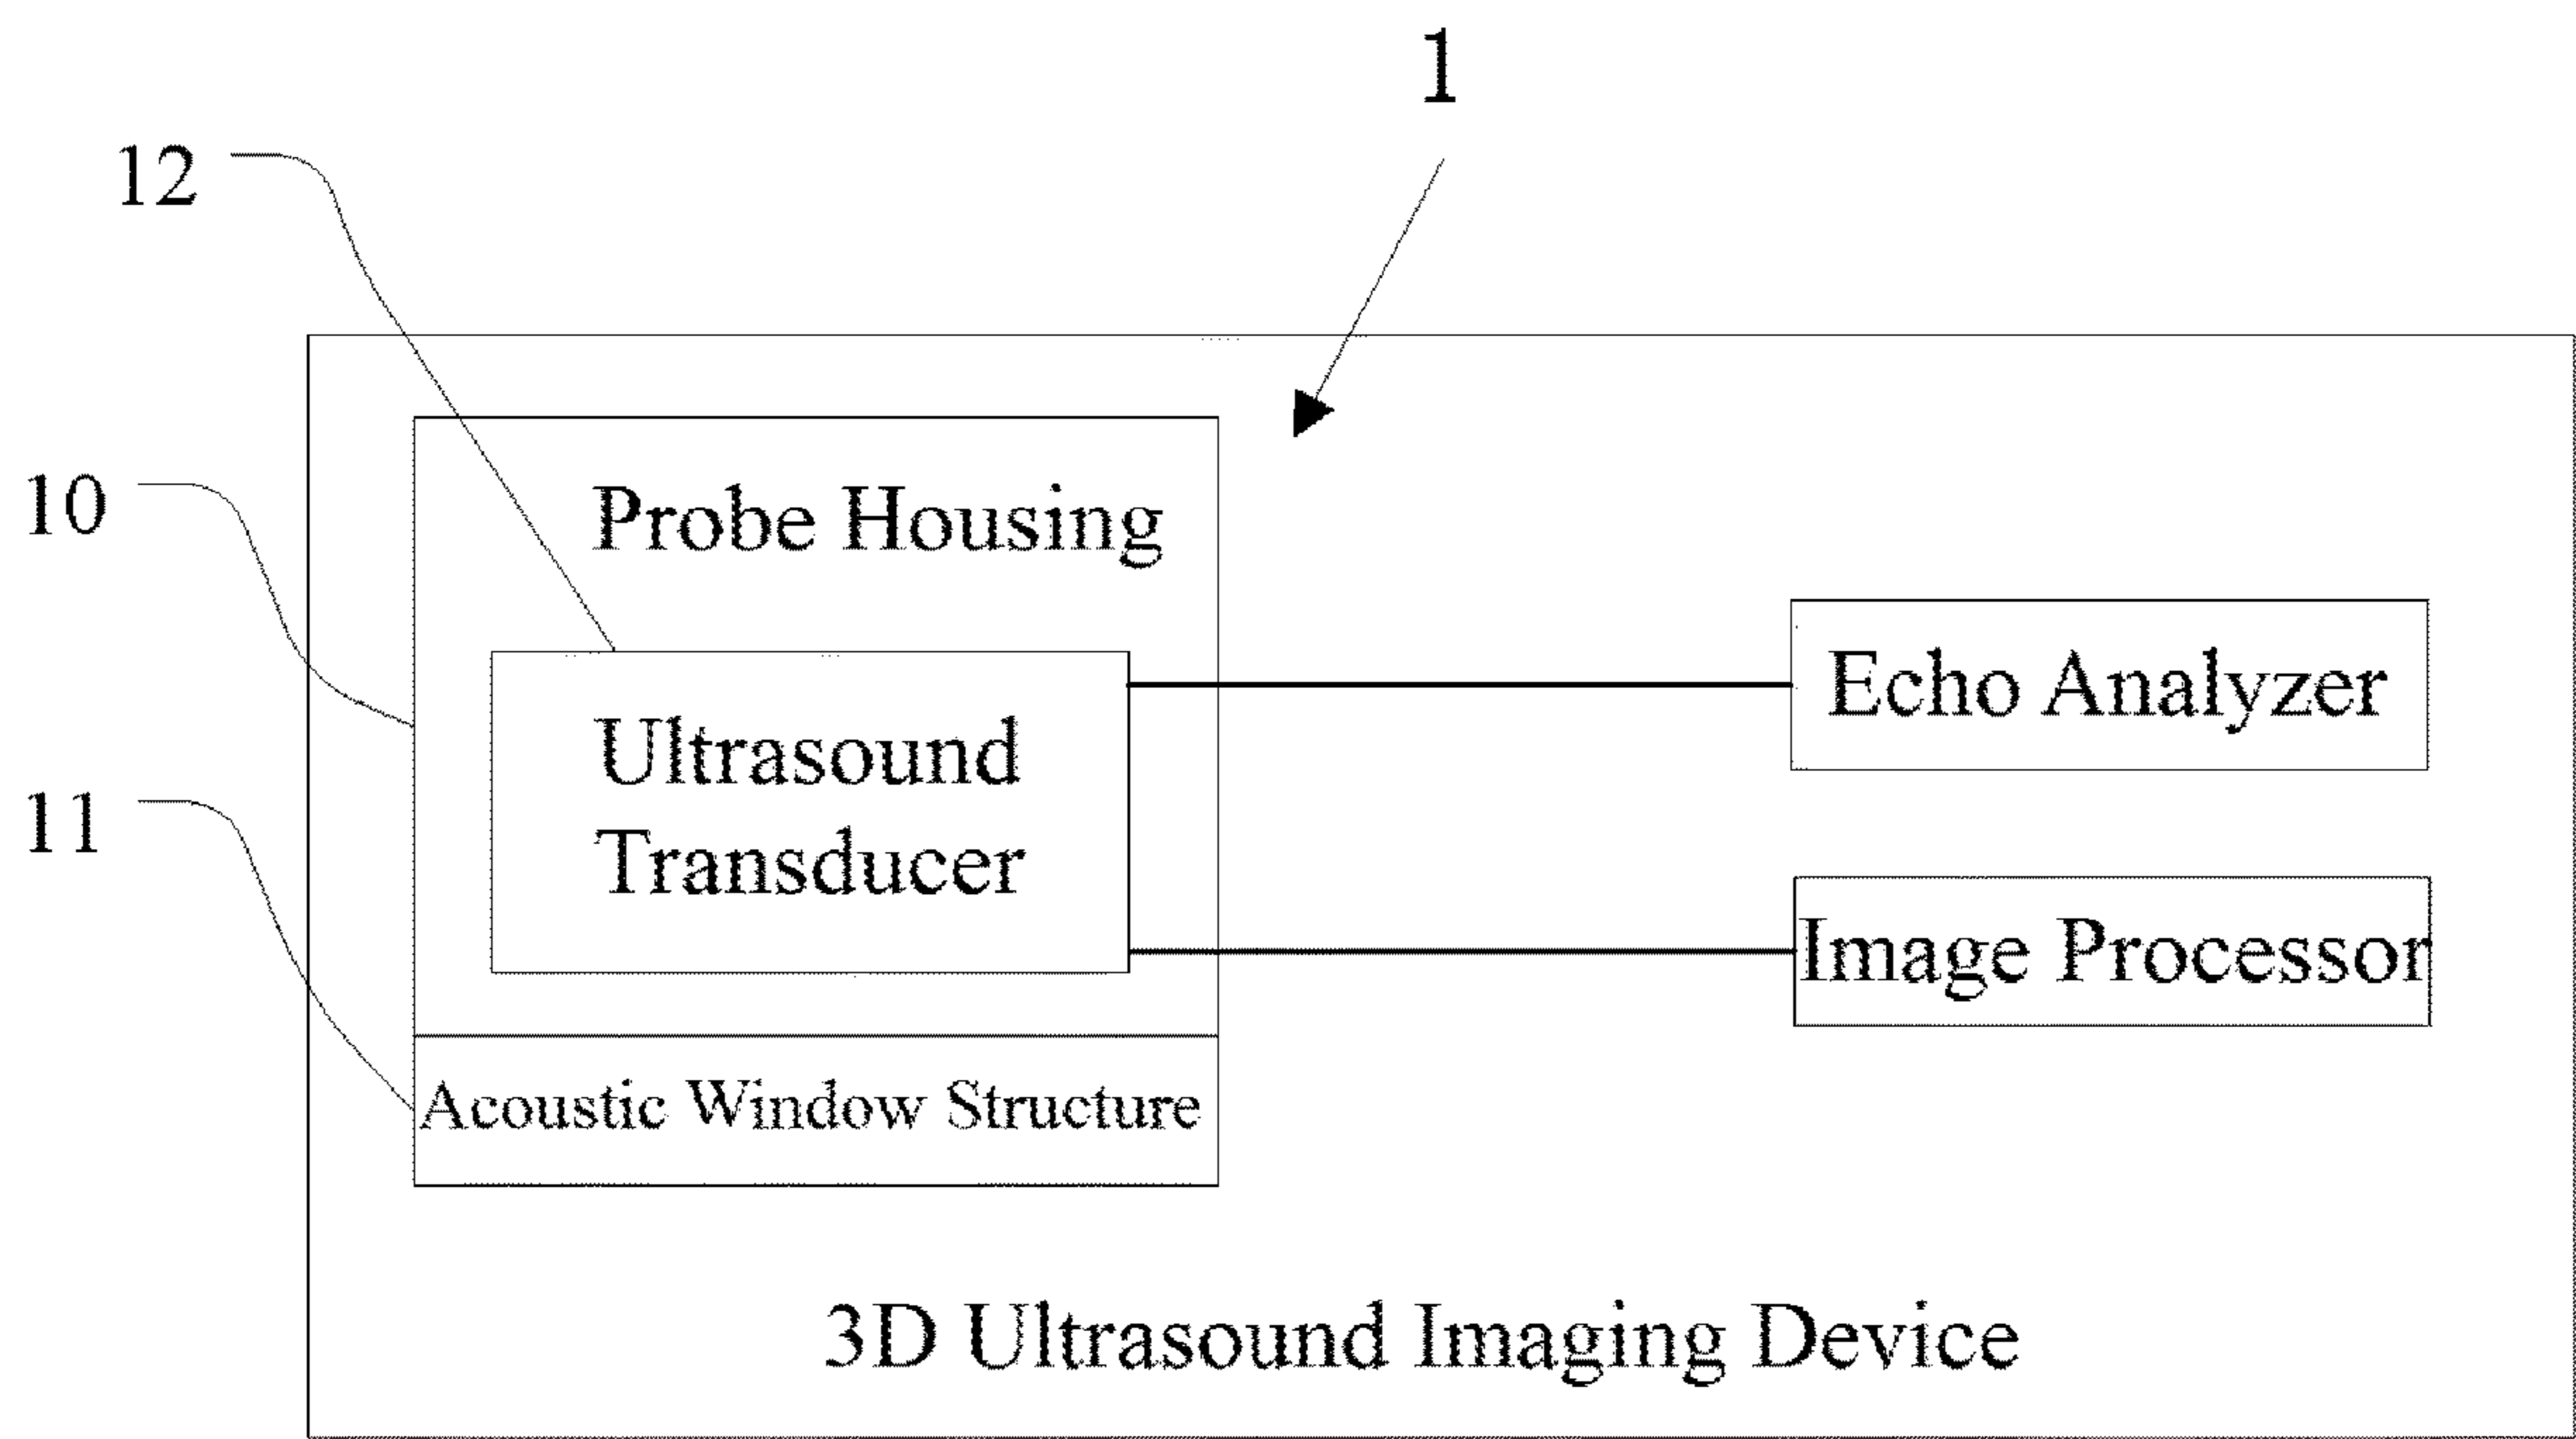 1
12
10
Probe Housing
Echo Analyzer
Ultrasound
Transducer
11
Image Processor
Acoustic Window Structure
3D Ultrasound Imaging Device